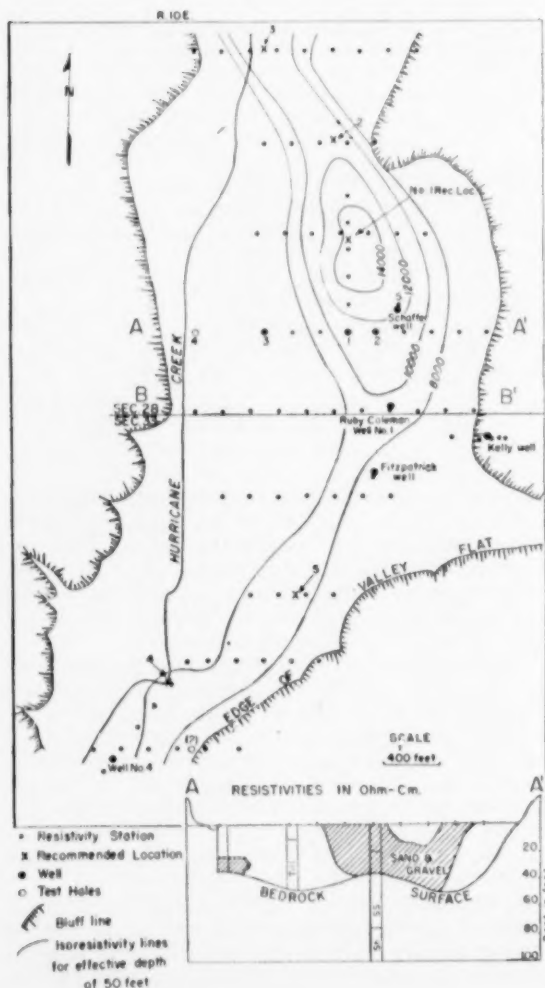 R. 10 E.
N
3
2
No. 1 Rec Loc.
14000
12000
10000
8000
Schaffer
well
A
A'
3
1
2
CREEK
B
B'
SEC. 28
SEC. 33
Ruby Coleman
Well No. 1
Kelly well
Fitzpatrick
well
HURRICANE
EDGE OF VALLEY FLAT
5
(?)
Well No. 4
SCALE
400 feet
A
RESISTIVITIES IN Ohm-Cm.
A'
SAND &
GRAVEL
BEDROCK
SURFACE
SS
20
40
60
80
100
Resistivity Station
x Recommended Location
Well
Test Holes
Bluff line
Isoresistivity lines
for effective depth
of 50 feet